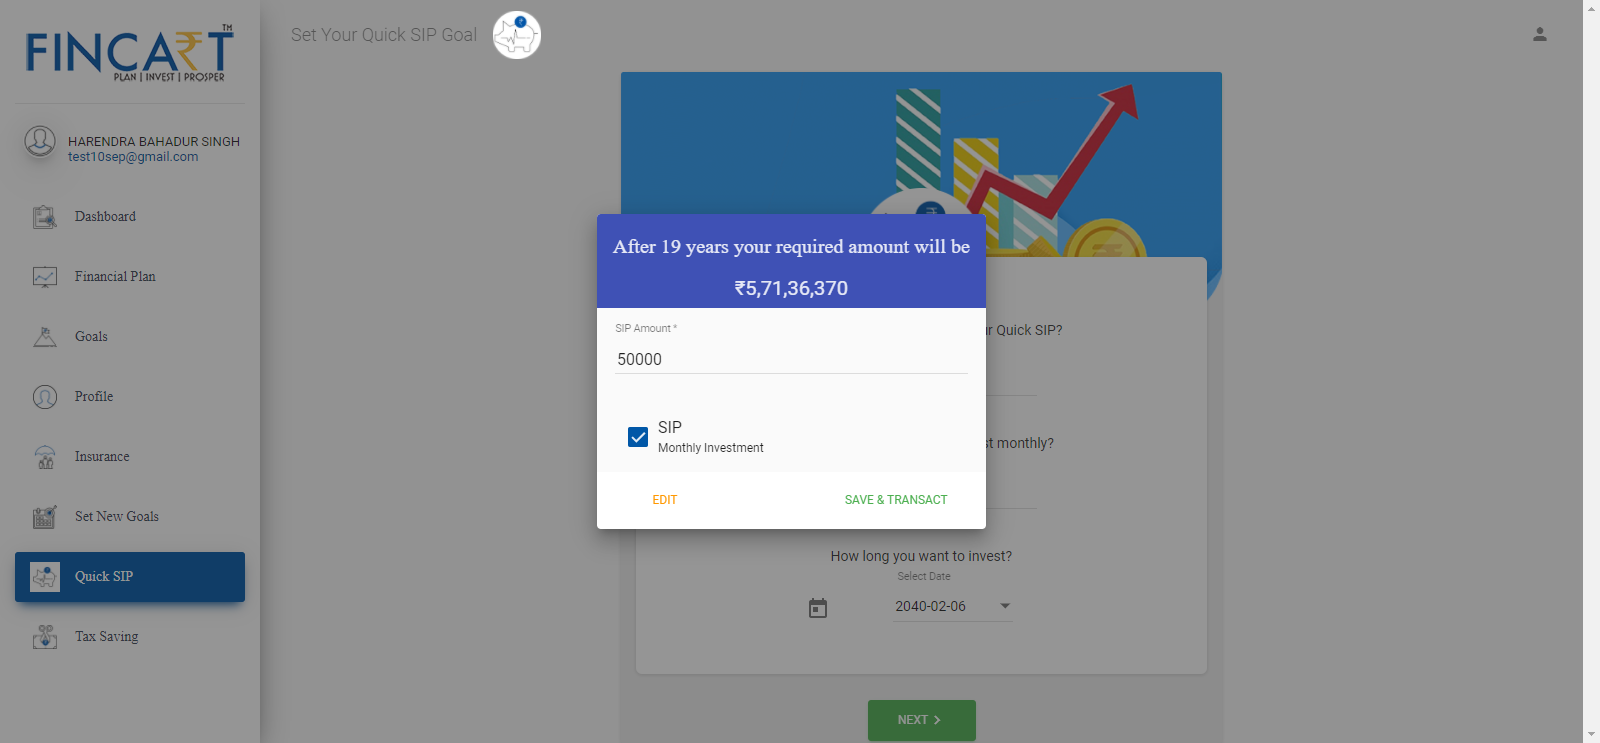 FINCART TM
PLAN | INVEST | PROSPER
HARENDRA BAHADUR SINGH
test10sep@gmail.com
Dashboard
Financial Plan
Goals
Profile
Insurance
Set New Goals
Quick SIP
Tax Saving
Set Your Quick SIP Goal
After 19 years your required amount will be
₹5,71,36,370
SIP Amount *
50000
SIP
Monthly Investment
EDIT
SAVE & TRANSACT
Quick SIP?
monthly?
How long you want to invest?
Select Date
2040-02-06
NEXT